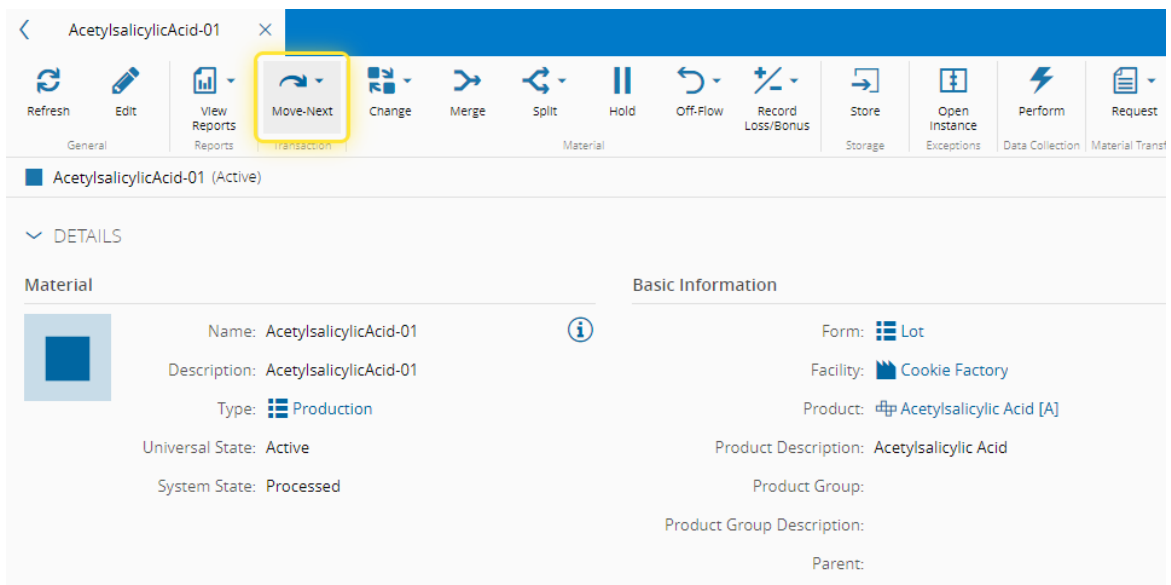 AcetylsalicylicAcid-01
Refresh
Edit
View Reports
Move-Next
Change
Merge
Split
Hold
Off-Flow
Record Loss/Bonus
Store
Open Instance
Perform
Request
General
Reports
Transaction
Material
Storage
Exceptions
Data Collection
Material Transf
AcetylsalicylicAcid-01 (Active)
DETAILS
Material
Name: AcetylsalicylicAcid-01
Description: AcetylsalicylicAcid-01
Type: Production
Universal State: Active
System State: Processed
Basic Information
Form: Lot
Facility: Cookie Factory
Product: Acetylsalicylic Acid [A]
Product Description: Acetylsalicylic Acid
Product Group:
Product Group Description:
Parent: